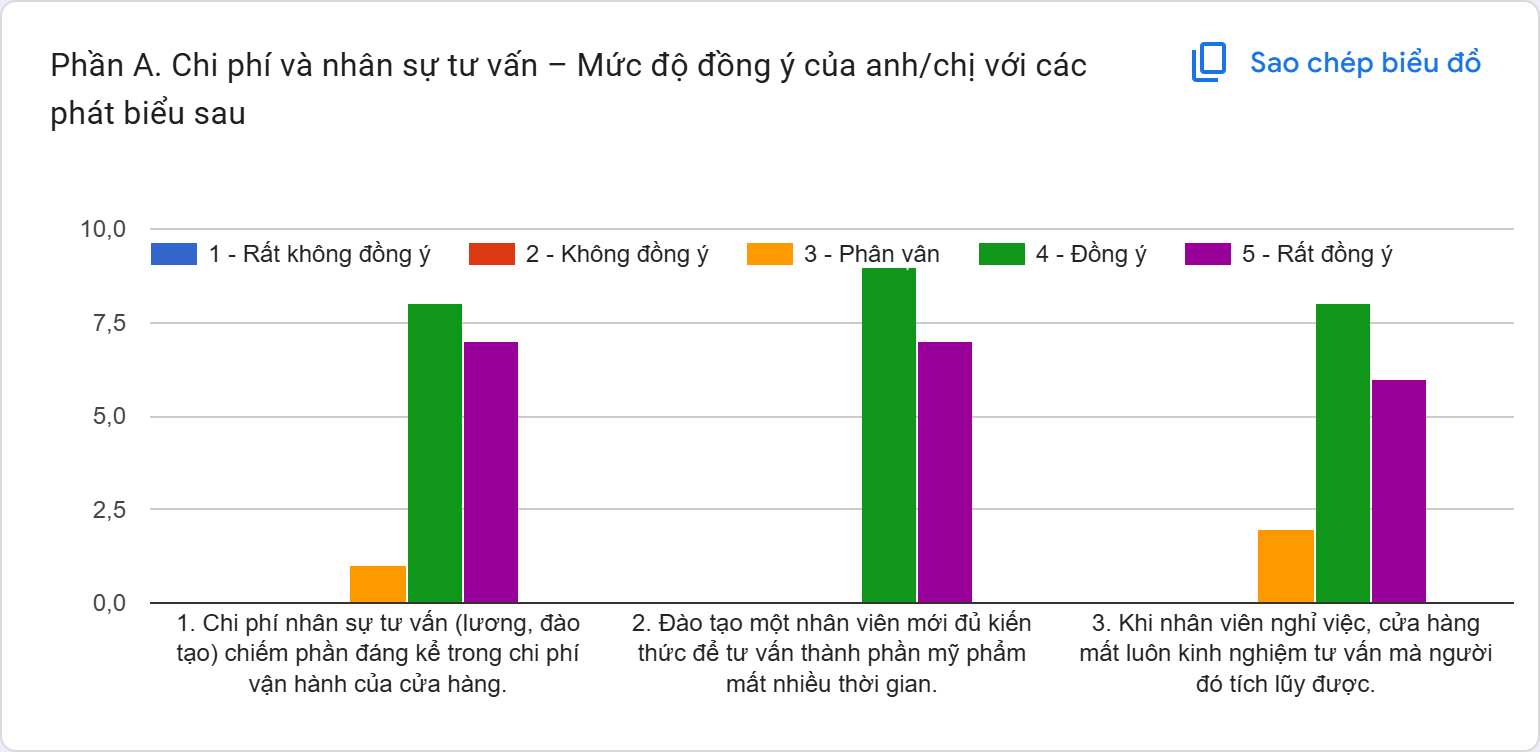 Phần A. Chi phí và nhân sự tư vấn – Mức độ đồng ý của anh/chị với các
phát biểu sau
Sao chép biểu đồ
10,0
1 - Rất không đồng ý
2 - Không đồng ý
3 - Phân vân
4 - Đồng ý
5 - Rất đồng ý
7,5
5,0
2,5
0,0
1. Chi phí nhân sự tư vấn (lương, đào
tạo) chiếm phần đáng kể trong chi phí
vận hành của cửa hàng.
2. Đào tạo một nhân viên mới đủ kiến
thức để tư vấn thành phần mỹ phẩm
mất nhiều thời gian.
3. Khi nhân viên nghỉ việc, cửa hàng
mất luôn kinh nghiệm tư vấn mà người
đó tích lũy được.